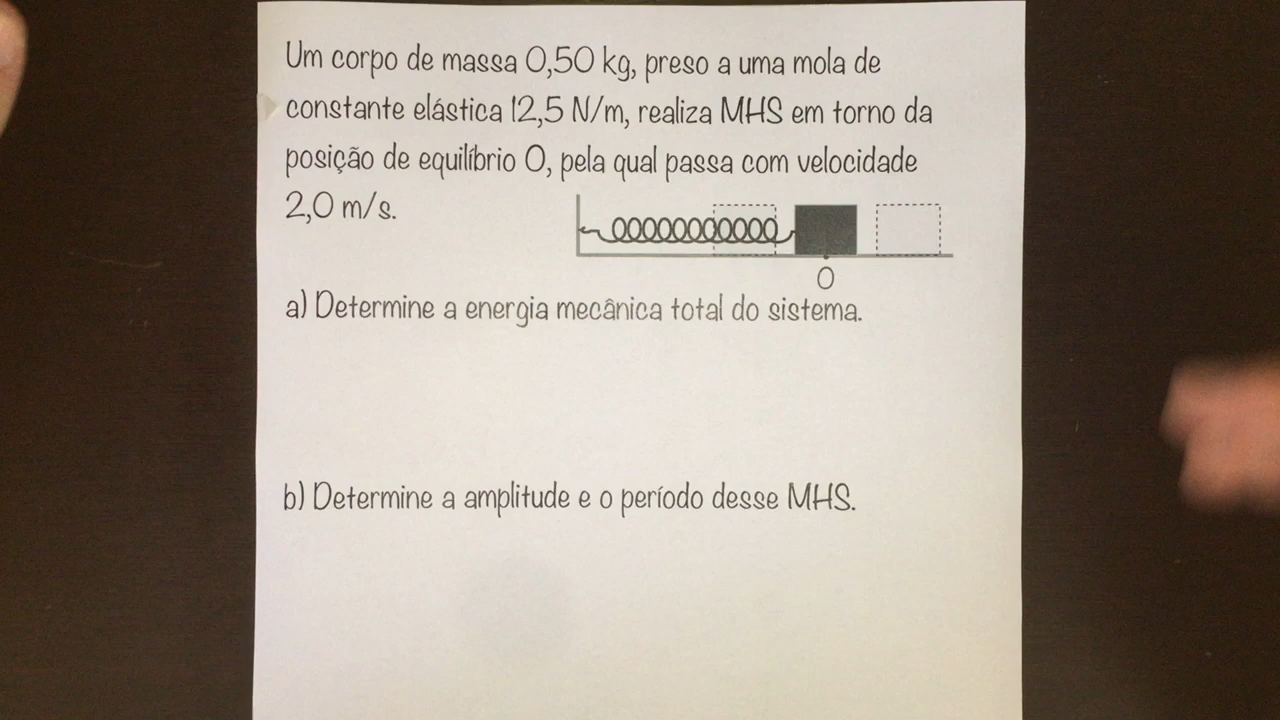 Um corpo de massa 0,50 kg, preso a uma mola de
constante elástica 12,5 N/m, realiza MHS em torno da
posição de equilíbrio O, pela qual passa com velocidade
2,0 m/s.
O
a) Determine a energia mecânica total do sistema.
b) Determine a amplitude e o período desse MHS.